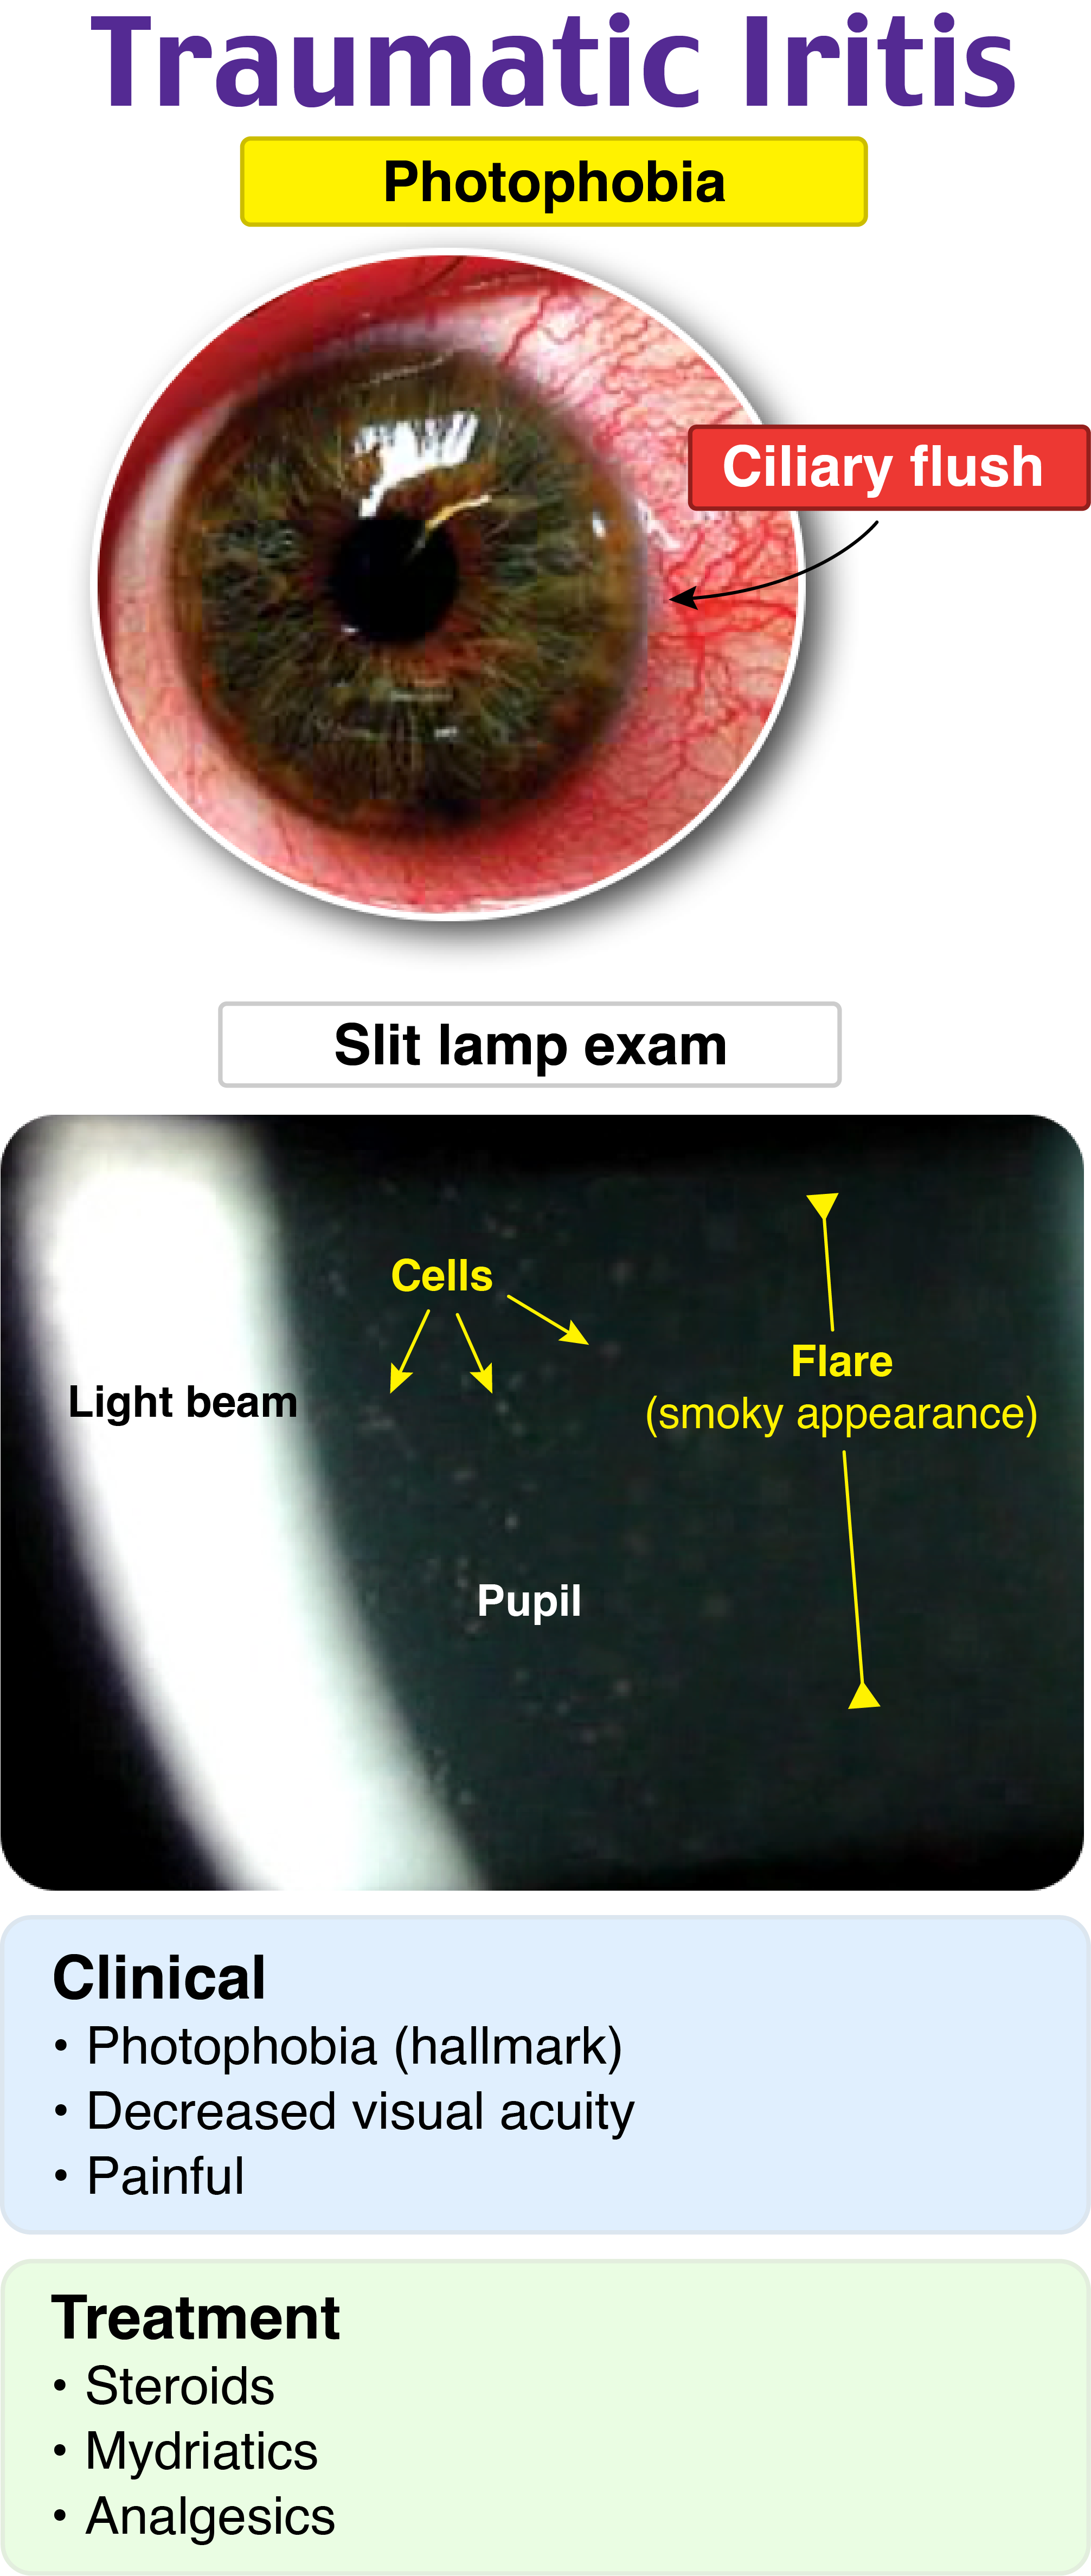 Traumatic Iritis
Photophobia
Ciliary flush
Slit lamp exam
Cells
Light beam
Flare
(smoky appearance)
Pupil
Clinical
• Photophobia (hallmark)
• Decreased visual acuity
• Painful
Treatment
• Steroids
• Mydriatics
• Analgesics